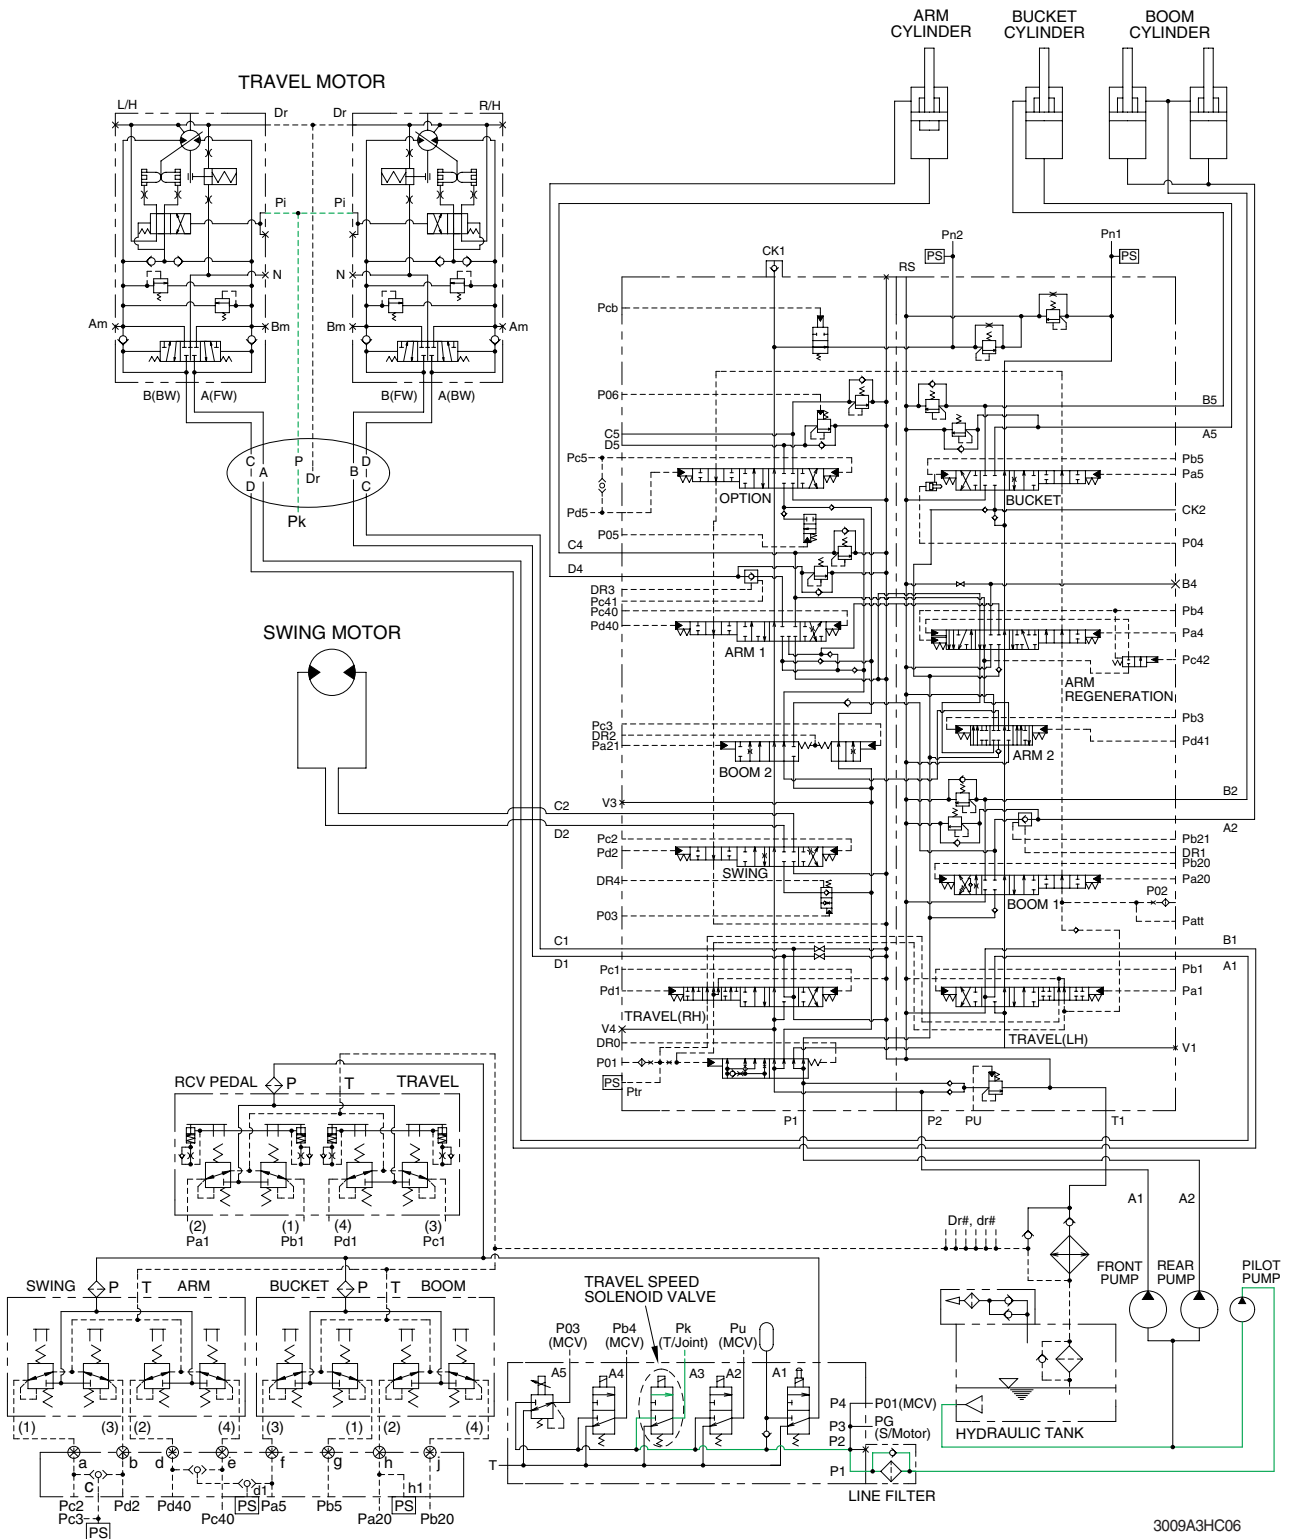 ARM
CYLINDER
BUCKET
CYLINDER
BOOM
CYLINDER
TRAVEL MOTOR
L/H
Dr
Dr
R/H
Pi
Pi
N
N
Am
Bm
Bm
Am
B(BW)
A(FW)
B(FW)
A(BW)
C
D
A
P
Dr
B
D
C
Pk
SWING MOTOR
CK1
RS
Pn2
PS
Pn1
PS
Pcb
P06
C5
D5
Pc5
Pd5
OPTION
P05
C4
D4
DR3
Pc41
Pc40
Pd40
ARM 1
Pc3
DR2
Pa21
BOOM 2
V3
C2
D2
Pc2
Pd2
SWING
DR4
P03
C1
D1
Pc1
Pd1
TRAVEL(RH)
V4
DR0
P01
PS
Ptr
B5
A5
Pb5
Pa5
BUCKET
CK2
P04
B4
Pb4
Pa4
Pc42
ARM
REGENERATION
Pb3
Pd41
ARM 2
B2
A2
Pb21
DR1
Pb20
Pa20
BOOM 1
P02
Patt
B1
A1
Pb1
Pa1
TRAVEL(LH)
V1
P1
P2
PU
T1
RCV PEDAL
P
T
TRAVEL
(2)
(1)
(4)
(3)
Pa1
Pb1
Pd1
Pc1
SWING
P
T
ARM
BUCKET
P
T
BOOM
(1)
(3)
(2)
(4)
(3)
(1)
(2)
(4)
a
b
d
e
f
g
h
j
c
d1
h1
Pc2
Pd2
Pd40
Pc40
PS
Pa5
Pb5
Pa20
PS
Pb20
Pc3
PS
TRAVEL SPEED
SOLENOID VALVE
P03
(MCV)
Pb4
(MCV)
Pk
(T/Joint)
Pu
(MCV)
A5
A4
A3
A2
A1
T
P4
P01(MCV)
P3
PG
(S/Motor)
P2
P1
LINE FILTER
Dr#, dr#
A1
A2
FRONT
PUMP
REAR
PUMP
PILOT
PUMP
HYDRAULIC TANK
3009A3HC06